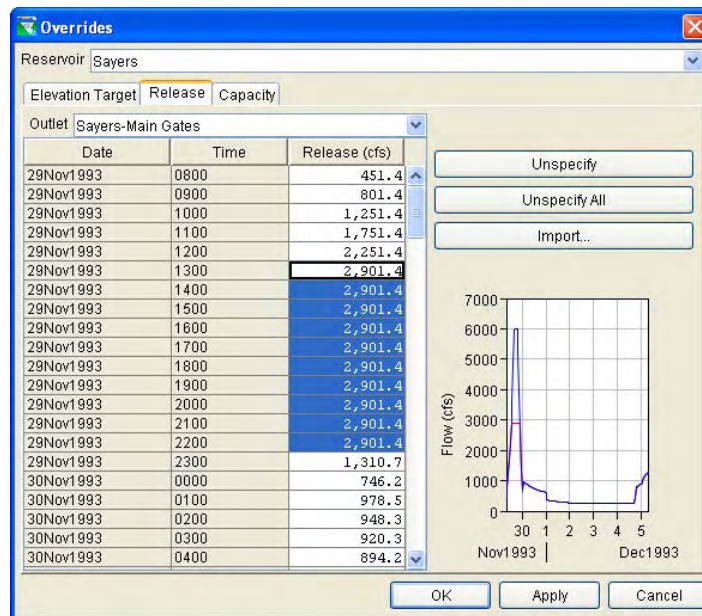 Overrides
Reservoir Sayers
Elevation Target Release Capacity
Outlet Sayers-Main Gates
Date Time Release (cfs)
29Nov1993 0800 451.4
29Nov1993 0900 801.4
29Nov1993 1000 1,251.4
29Nov1993 1100 1,751.4
29Nov1993 1200 2,251.4
29Nov1993 1300 2,901.4
29Nov1993 1400 2,901.4
29Nov1993 1500 2,901.4
29Nov1993 1600 2,901.4
29Nov1993 1700 2,901.4
29Nov1993 1800 2,901.4
29Nov1993 1900 2,901.4
29Nov1993 2000 2,901.4
29Nov1993 2100 2,901.4
29Nov1993 2200 2,901.4
29Nov1993 2300 1,310.7
30Nov1993 0000 746.2
30Nov1993 0100 978.5
30Nov1993 0200 948.3
30Nov1993 0300 920.3
30Nov1993 0400 894.2
Unspecify
Unspecify All
Import...
Flow (cfs)
7000
6000
5000
4000
3000
2000
1000
0
30 1 2 3 4 5
Nov1993 Dec1993
OK Apply Cancel